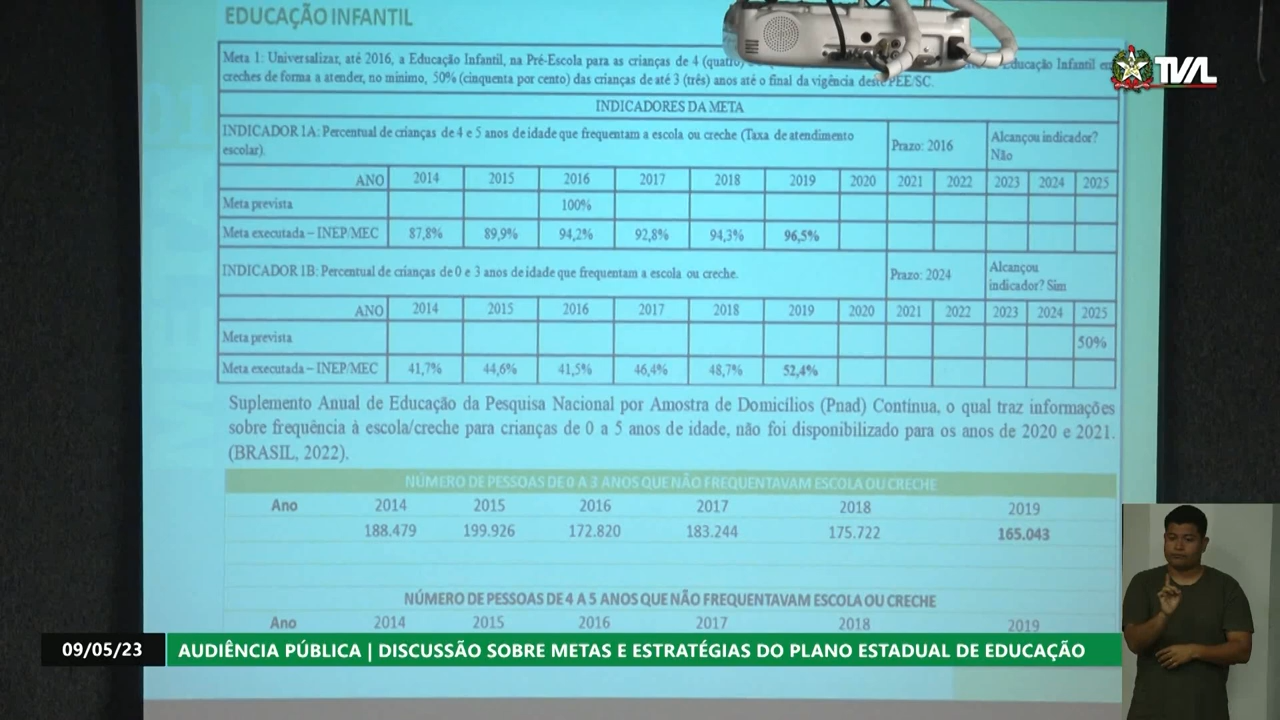 EDUCAÇÃO INFANTIL
Meta 1: Universalizar, até 2016, a Educação Infantil, na Pré-Escola para as crianças de 4 (quatro) Educação Infantil em
creches de forma a atender, no mínimo, 50% (cinquenta por cento) das crianças de até 3 (três) anos até o final da vigência deste PEE/SC.
INDICADORES DA META
INDICADOR 1A: Percentual de crianças de 4 e 5 anos de idade que frequentam a escola ou creche (Taxa de atendimento
escolar).
Prazo: 2016
Alcançou indicador?
Não
ANO 2014 2015 2016 2017 2018 2019 2020 2021 2022 2023 2024 2025
Meta prevista 100%
Meta executada – INEP/MEC 87,8% 89,9% 94,2% 92,8% 94,3% 96,5%
INDICADOR 1B: Percentual de crianças de 0 e 3 anos de idade que frequentam a escola ou creche.
Prazo: 2024
Alcançou
indicador? Sim
ANO 2014 2015 2016 2017 2018 2019 2020 2021 2022 2023 2024 2025
Meta prevista 50%
Meta executada – INEP/MEC 41,7% 44,6% 41,5% 46,4% 48,7% 52,4%
Suplemento Anual de Educação da Pesquisa Nacional por Amostra de Domicílios (Pnad) Contínua, o qual traz informações
sobre frequência à escola/creche para crianças de 0 a 5 anos de idade, não foi disponibilizado para os anos de 2020 e 2021.
(BRASIL, 2022).
NÚMERO DE PESSOAS DE 0 A 3 ANOS QUE NÃO FREQUENTAVAM ESCOLA OU CRECHE
Ano 2014 2015 2016 2017 2018 2019
188.479 199.926 172.820 183.244 175.722 165.043
NÚMERO DE PESSOAS DE 4 A 5 ANOS QUE NÃO FREQUENTAVAM ESCOLA OU CRECHE
Ano 2014 2015 2016 2017 2018 2019
TVAL
09/05/23 AUDIÊNCIA PÚBLICA | DISCUSSÃO SOBRE METAS E ESTRATÉGIAS DO PLANO ESTADUAL DE EDUCAÇÃO